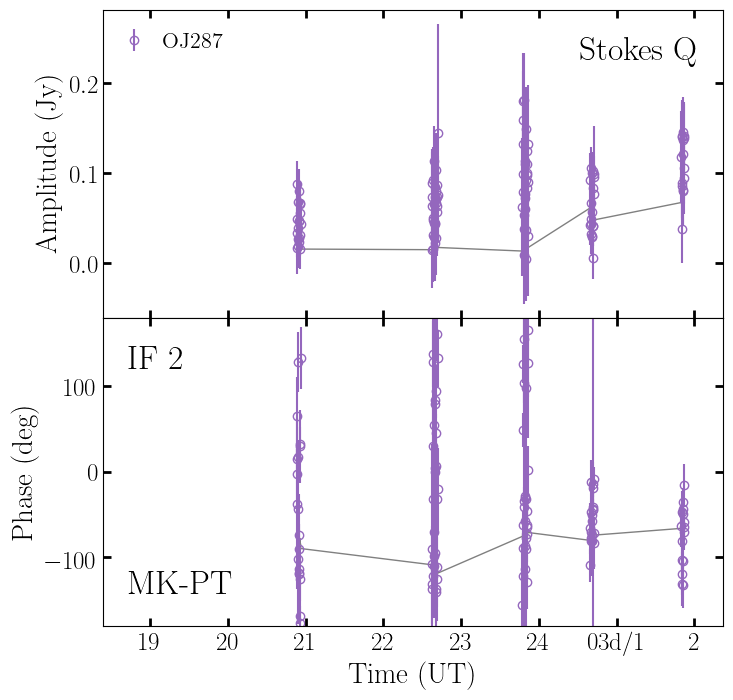 OJ287
Stokes Q
0.2
0.1
0.0
Amplitude (Jy)
IF 2
100
0
−100
Phase (deg)
MK-PT
19 20 21 22 23 24 03d/1 2
Time (UT)